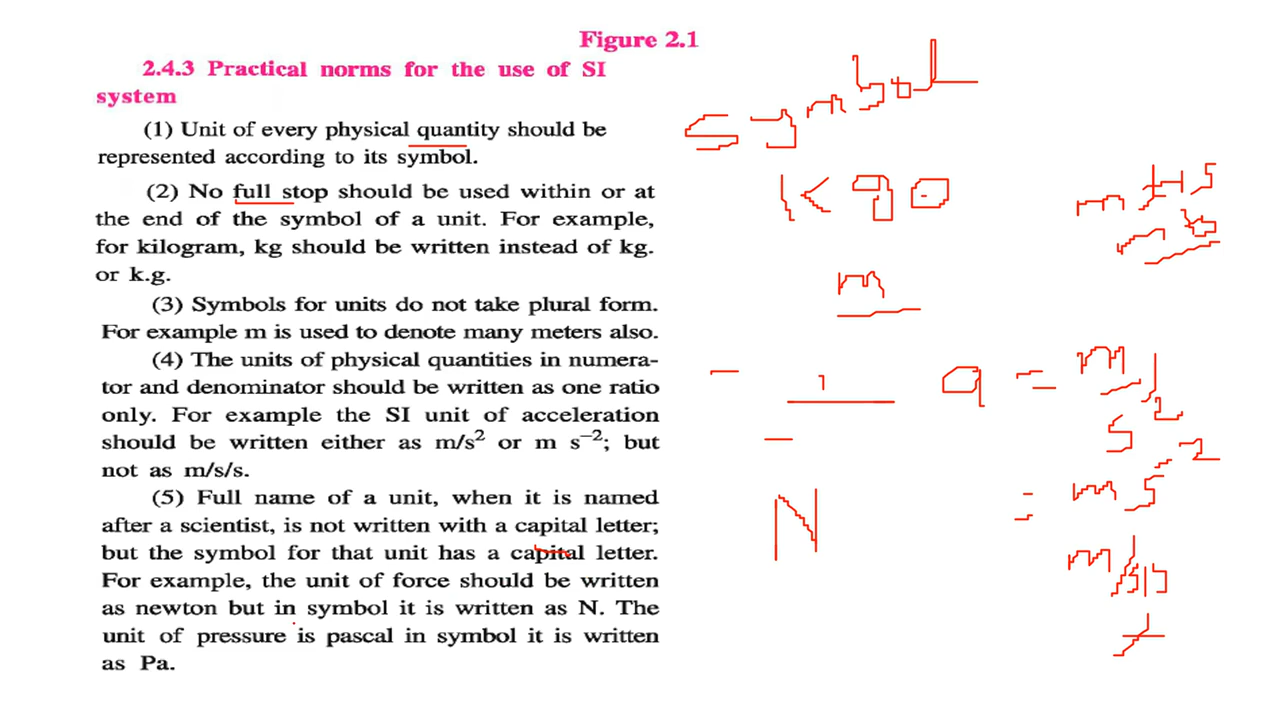 Figure 2.1
2.4.3 Practical norms for the use of SI
system
(1) Unit of every physical quantity should be
represented according to its symbol.
(2) No full stop should be used within or at
the end of the symbol of a unit. For example,
for kilogram, kg should be written instead of kg.
or k.g.
(3) Symbols for units do not take plural form.
For example m is used to denote many meters also.
(4) The units of physical quantities in numera-
tor and denominator should be written as one ratio
only. For example the SI unit of acceleration
should be written either as m/s² or m s⁻²; but
not as m/s/s.
(5) Full name of a unit, when it is named
after a scientist, is not written with a capital letter;
but the symbol for that unit has a capital letter.
For example, the unit of force should be written
as newton but in symbol it is written as N. The
unit of pressure is pascal in symbol it is written
as Pa.
symbol
m
a = m/s²
= ms⁻²
N